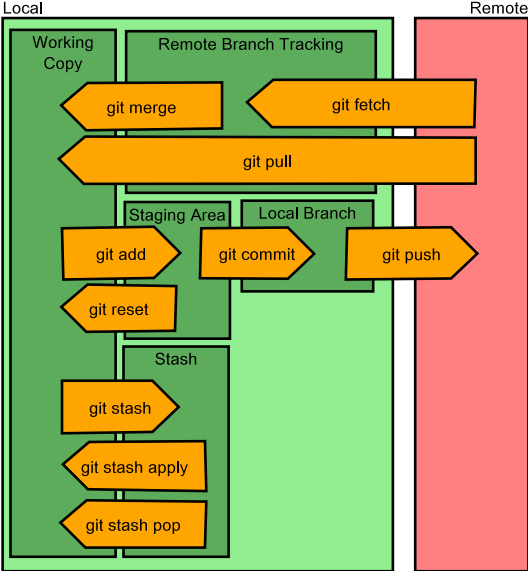 Local
Remote
Working
Copy
Remote Branch Tracking
git merge
git fetch
git pull
Staging Area
Local Branch
git add
git commit
git push
git reset
Stash
git stash
git stash apply
git stash pop